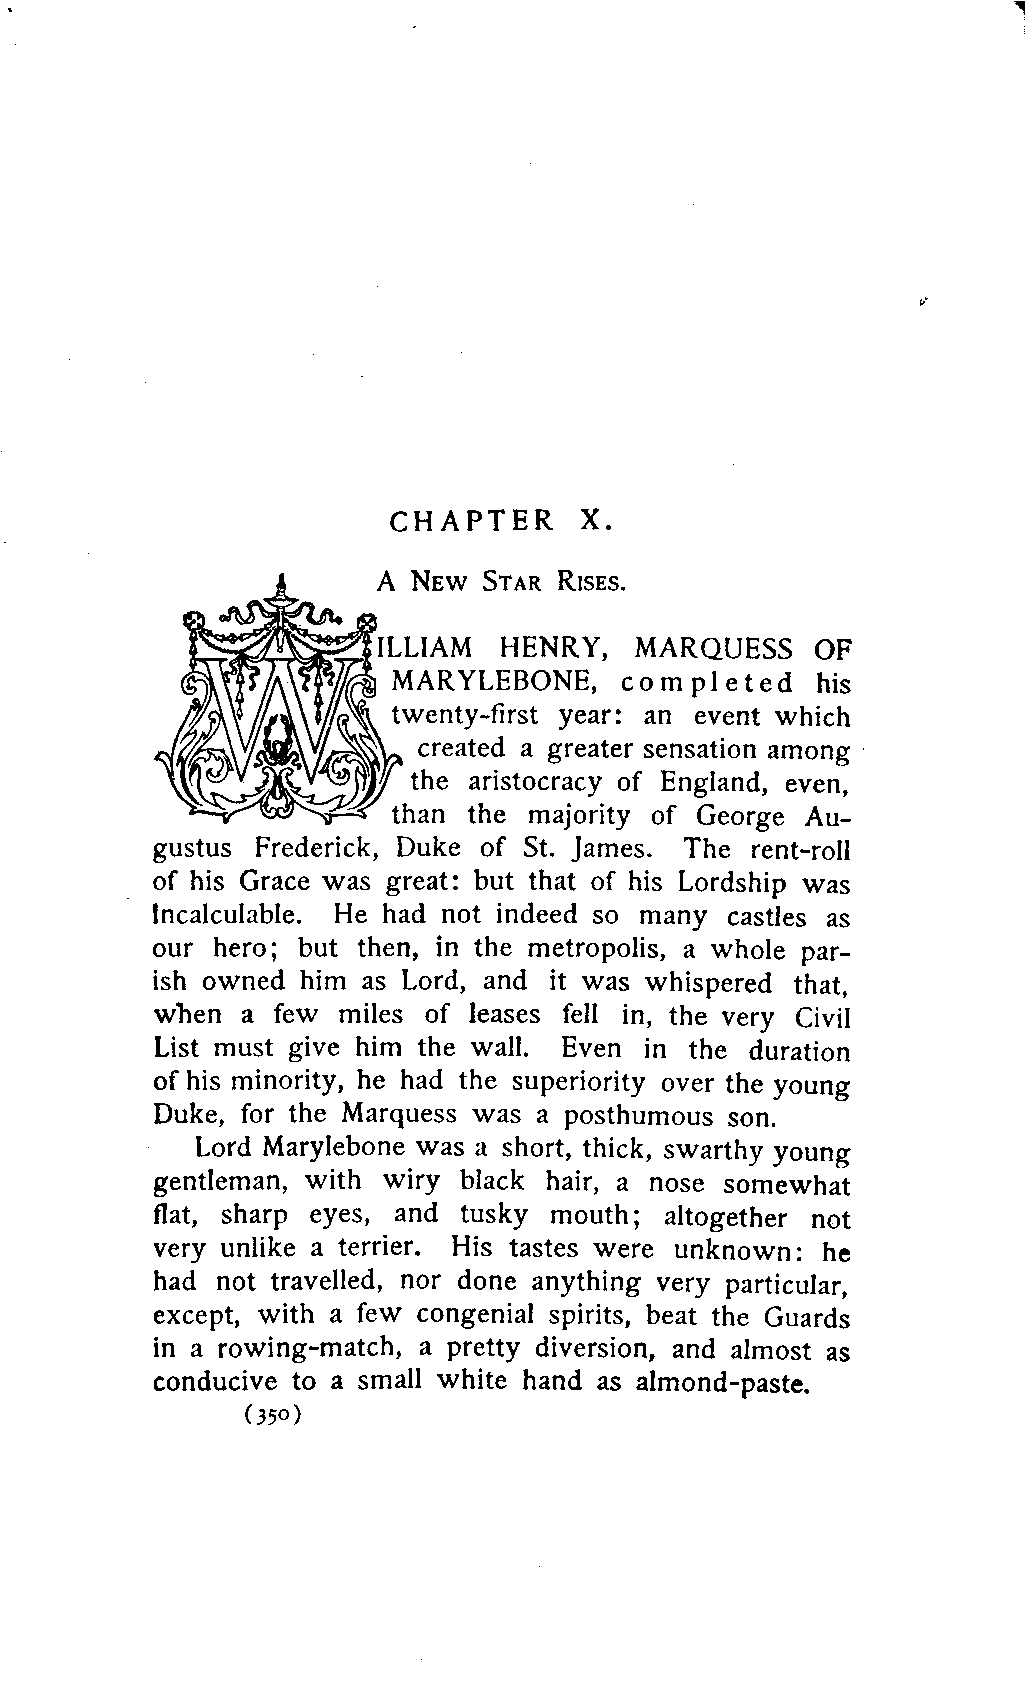 CHAPTER X.
A NEW STAR RISES.
WILLIAM HENRY, MARQUESS OF
MARYLEBONE, completed his
twenty-first year: an event which
created a greater sensation among
the aristocracy of England, even,
than the majority of George Au-
gustus Frederick, Duke of St. James. The rent-roll
of his Grace was great: but that of his Lordship was
Incalculable. He had not indeed so many castles as
our hero; but then, in the metropolis, a whole par-
ish owned him as Lord, and it was whispered that,
when a few miles of leases fell in, the very Civil
List must give him the wall. Even in the duration
of his minority, he had the superiority over the young
Duke, for the Marquess was a posthumous son.
Lord Marylebone was a short, thick, swarthy young
gentleman, with wiry black hair, a nose somewhat
flat, sharp eyes, and tusky mouth; altogether not
very unlike a terrier. His tastes were unknown: he
had not travelled, nor done anything very particular,
except, with a few congenial spirits, beat the Guards
in a rowing-match, a pretty diversion, and almost as
conducive to a small white hand as almond-paste.
(350)